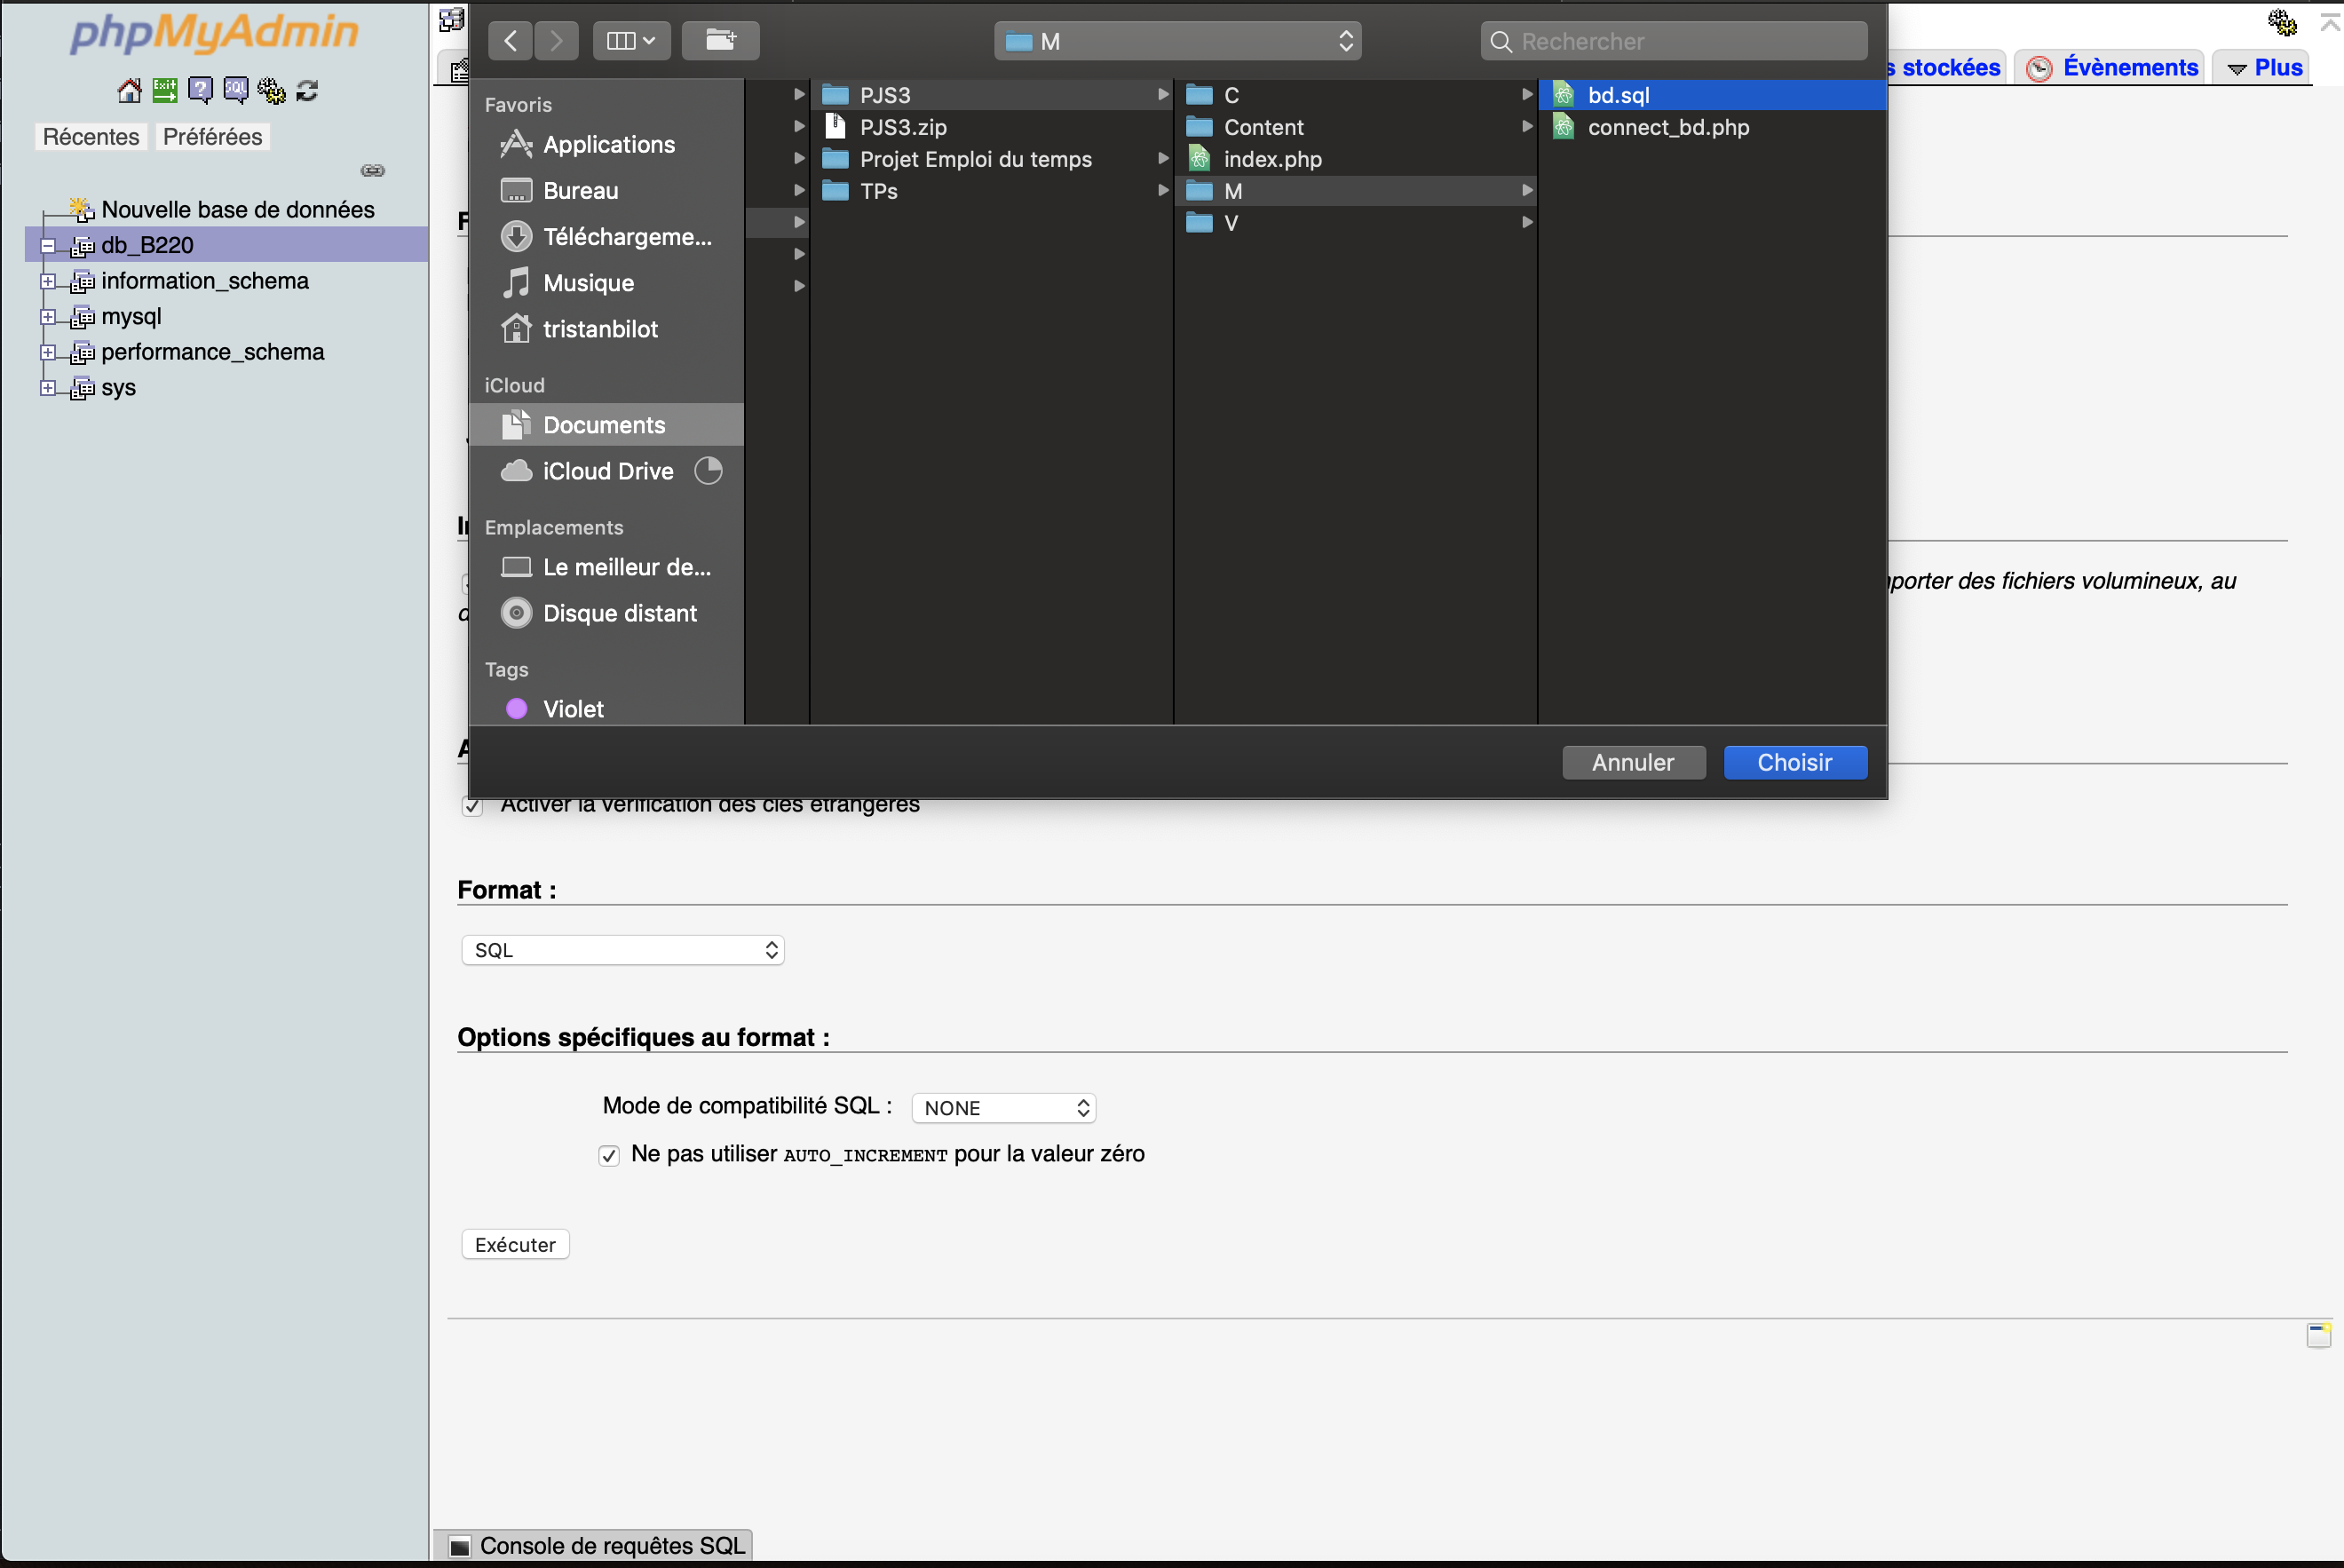 phpMyAdmin
Exit
SQL
Récentes
Préférées
Nouvelle base de données
db_B220
information_schema
mysql
performance_schema
sys
M
Rechercher
s stockées
Évènements
Plus
Favoris
Applications
Bureau
Téléchargeme...
Musique
tristanbilot
iCloud
Documents
iCloud Drive
Emplacements
Le meilleur de...
Disque distant
Tags
Violet
PJS3
PJS3.zip
Projet Emploi du temps
TPs
C
Content
index.php
M
V
bd.sql
connect_bd.php
Annuler
Choisir
porter des fichiers volumineux, au
Activer la vérification des clés étrangères
Format :
SQL
Options spécifiques au format :
Mode de compatibilité SQL :
NONE
Ne pas utiliser AUTO_INCREMENT pour la valeur zéro
Exécuter
Console de requêtes SQL